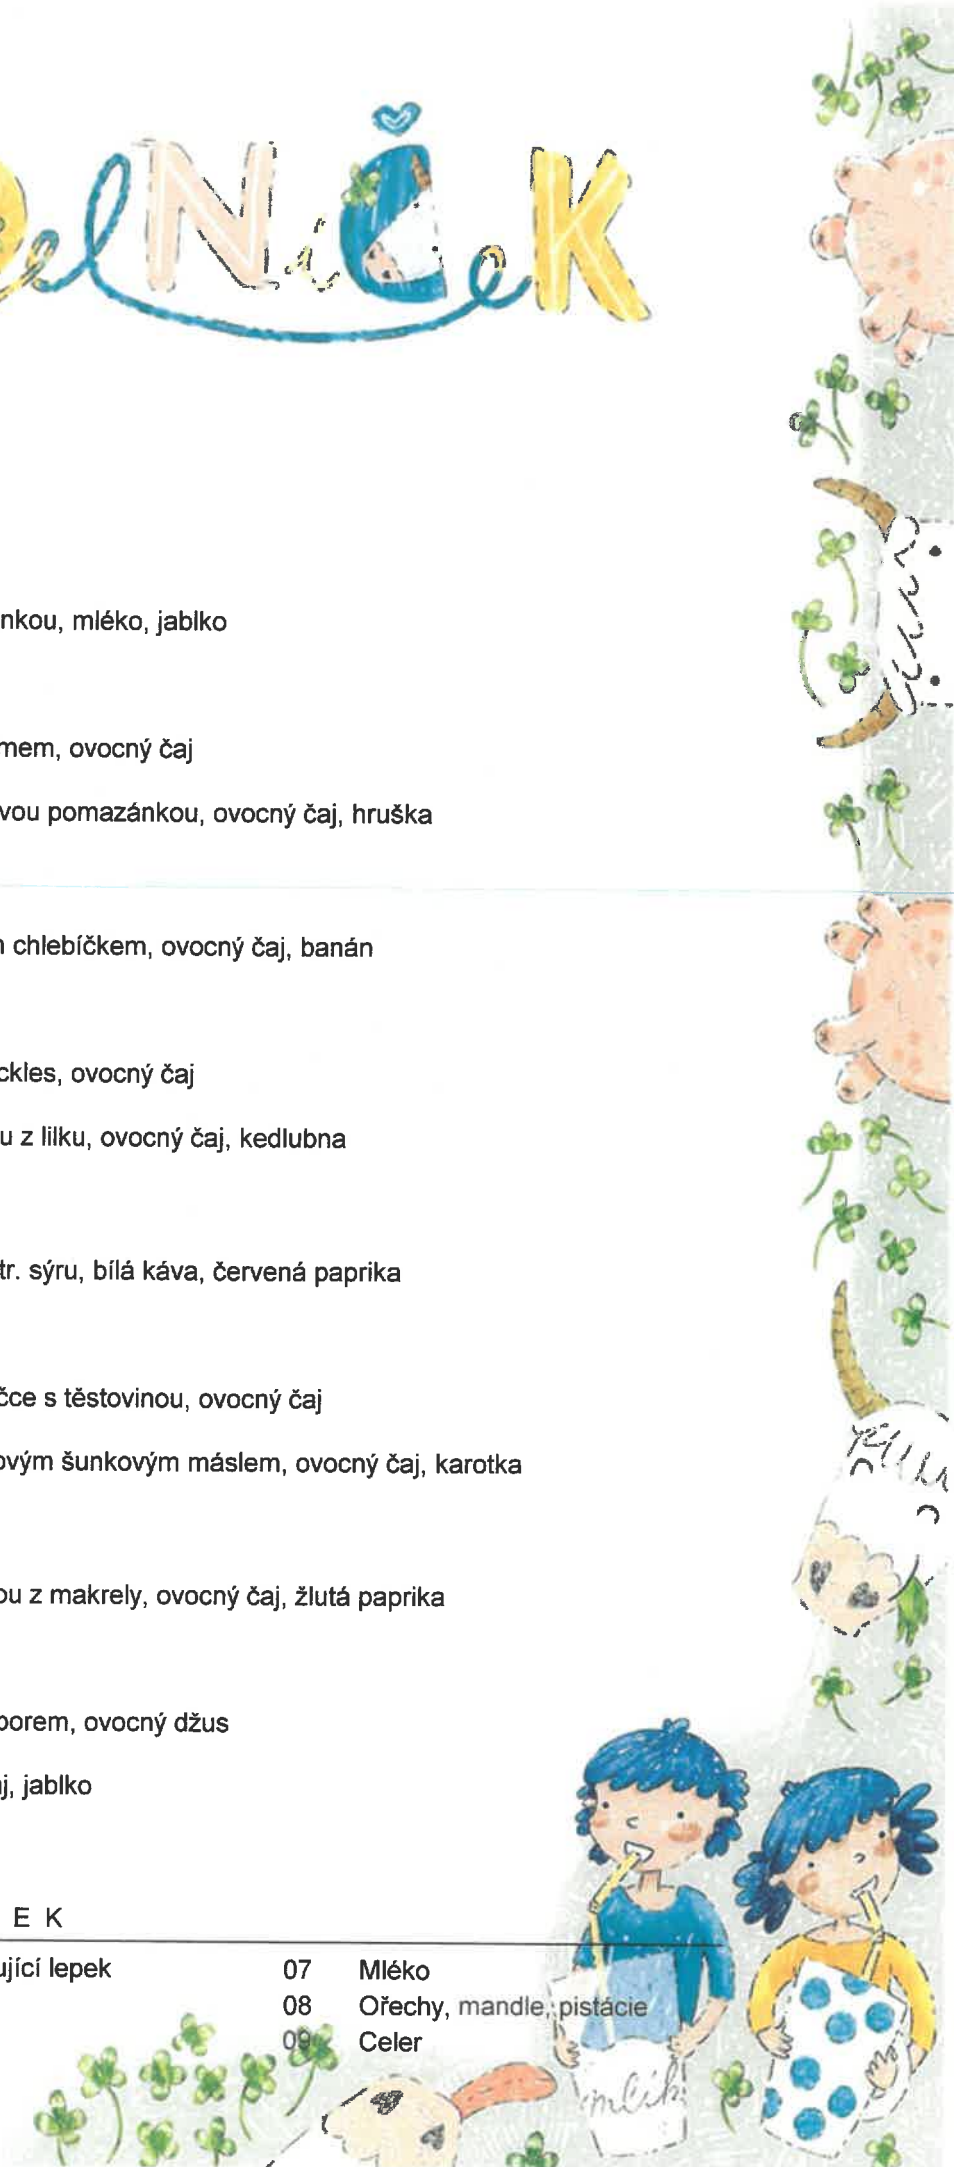 elNíČeK
nkou, mléko, jablko
mem, ovocný čaj
vou pomazánkou, ovocný čaj, hruška
chlebíčkem, ovocný čaj, banán
ckles, ovocný čaj
u z lilku, ovocný čaj, kedlubna
tr. sýru, bílá káva, červená paprika
čce s těstovinou, ovocný čaj
ovým šunkovým máslem, ovocný čaj, karotka
ou z makrely, ovocný čaj, žlutá paprika
borem, ovocný džus
j, jablko
E K
ující lepek 07 Mléko
08 Ořechy, mandle, pistácie
09 Celer
mlék